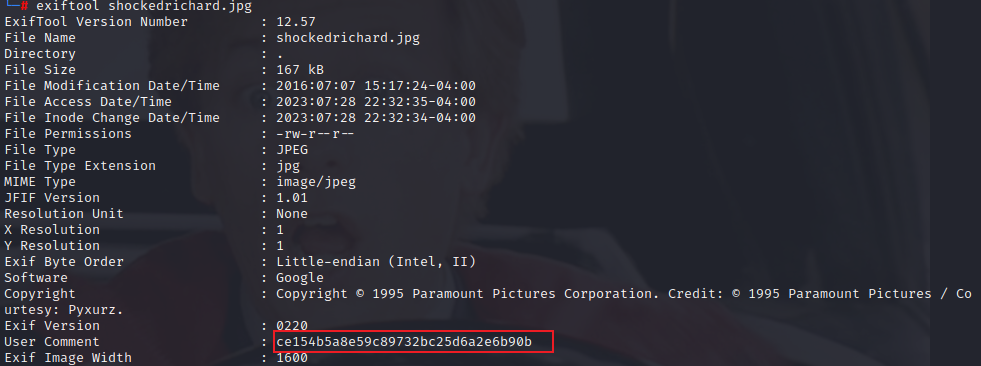 └─# exiftool shockedrichard.jpg
ExifTool Version Number : 12.57
File Name : shockedrichard.jpg
Directory : .
File Size : 167 kB
File Modification Date/Time : 2016:07:07 15:17:24-04:00
File Access Date/Time : 2023:07:28 22:32:35-04:00
File Inode Change Date/Time : 2023:07:28 22:32:34-04:00
File Permissions : -rw-r--r--
File Type : JPEG
File Type Extension : jpg
MIME Type : image/jpeg
JFIF Version : 1.01
Resolution Unit : None
X Resolution : 1
Y Resolution : 1
Exif Byte Order : Little-endian (Intel, II)
Software : Google
Copyright : Copyright © 1995 Paramount Pictures Corporation. Credit: © 1995 Paramount Pictures / Co
urtesy: Pyxurz.
Exif Version : 0220
User Comment : ce154b5a8e59c89732bc25d6a2e6b90b
Exif Image Width : 1600